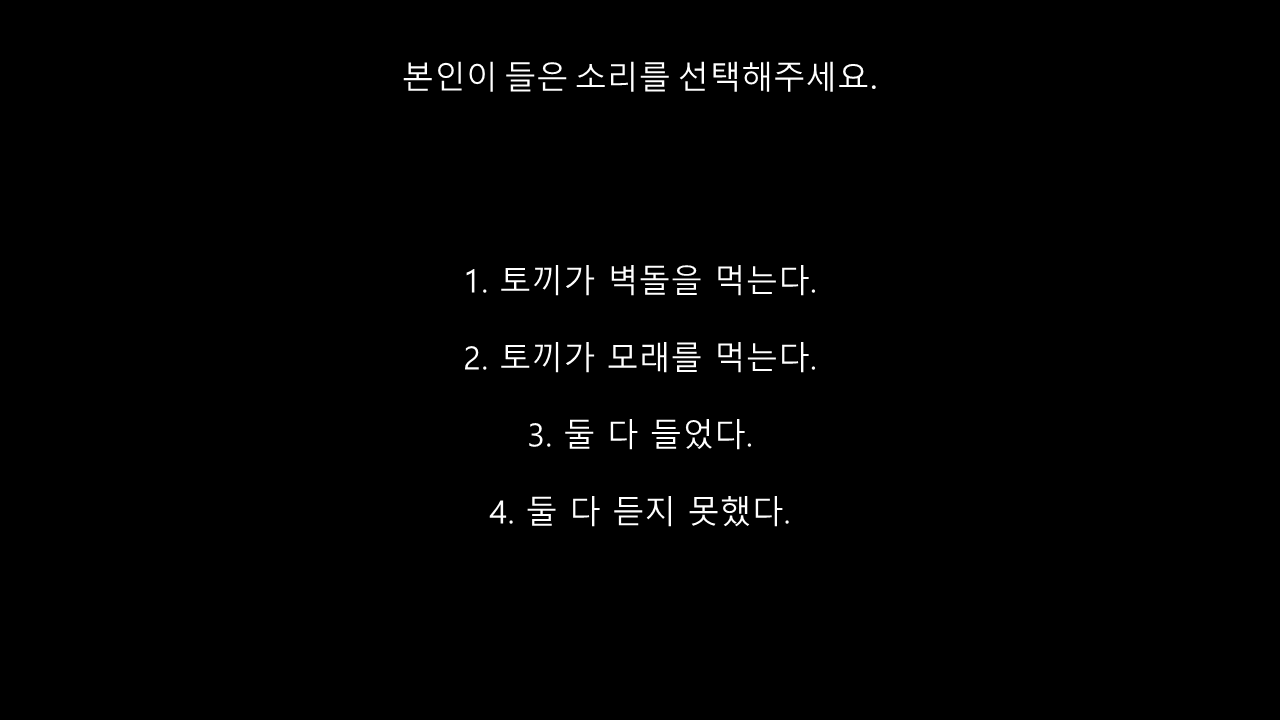 본인이 들은 소리를 선택해주세요.
1. 토끼가 벽돌을 먹는다.
2. 토끼가 모래를 먹는다.
3. 둘 다 들었다.
4. 둘 다 듣지 못했다.